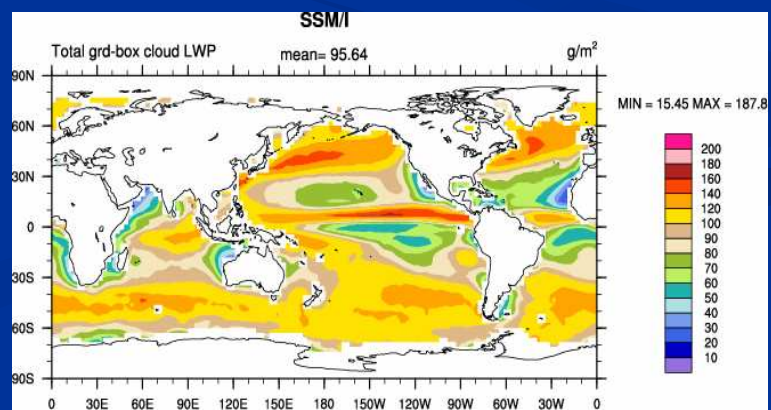 SSM/I
Total grd-box cloud LWP mean= 95.64 g/m²
MIN = 15.45 MAX = 187.8
90N
60N
30N
0
30S
60S
90S
0 30E 60E 90E 120E 150E 180 150W 120W 90W 60W 30W 0
200
180
160
140
120
100
90
80
70
60
50
40
30
20
10